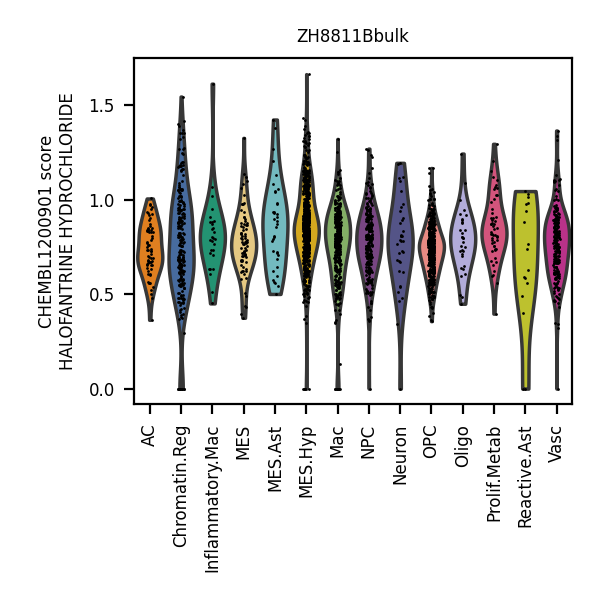 ZH8811Bbulk
CHEMBL1200901 score
HALOFANTRINE HYDROCHLORIDE
1.5
1.0
0.5
0.0
AC
Chromatin.Reg
Inflammatory.Mac
MES
MES.Ast
MES.Hyp
Mac
NPC
Neuron
OPC
Oligo
Prolif.Metab
Reactive.Ast
Vasc